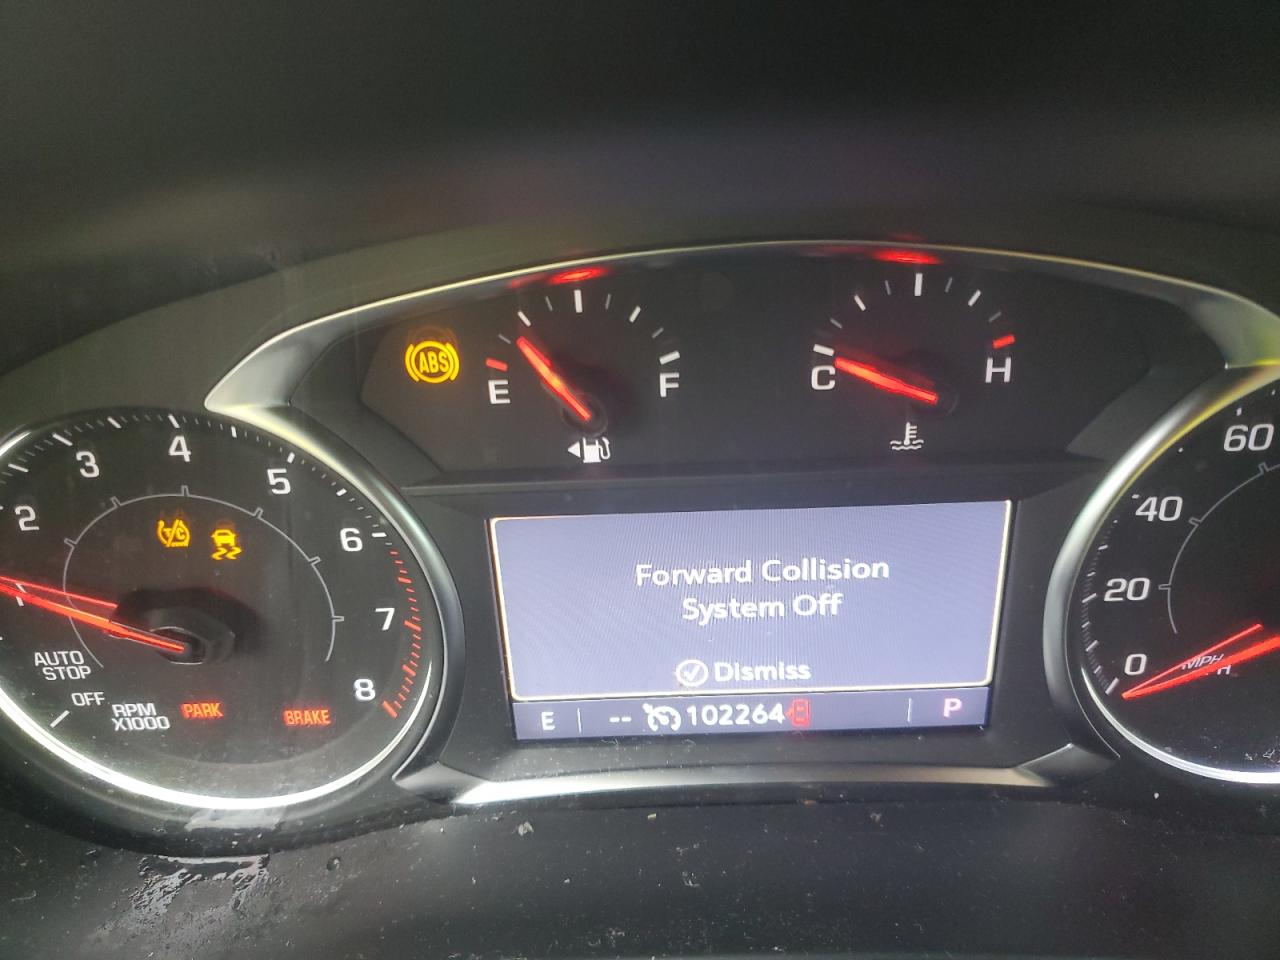 ABS
E
F
C
H
2
3
4
5
6
7
8
T/C
AUTO
STOP
OFF
RPM
X1000
PARK
BRAKE
Forward Collision
System Off
Dismiss
E -- 102264 P
60
40
20
0
MPH